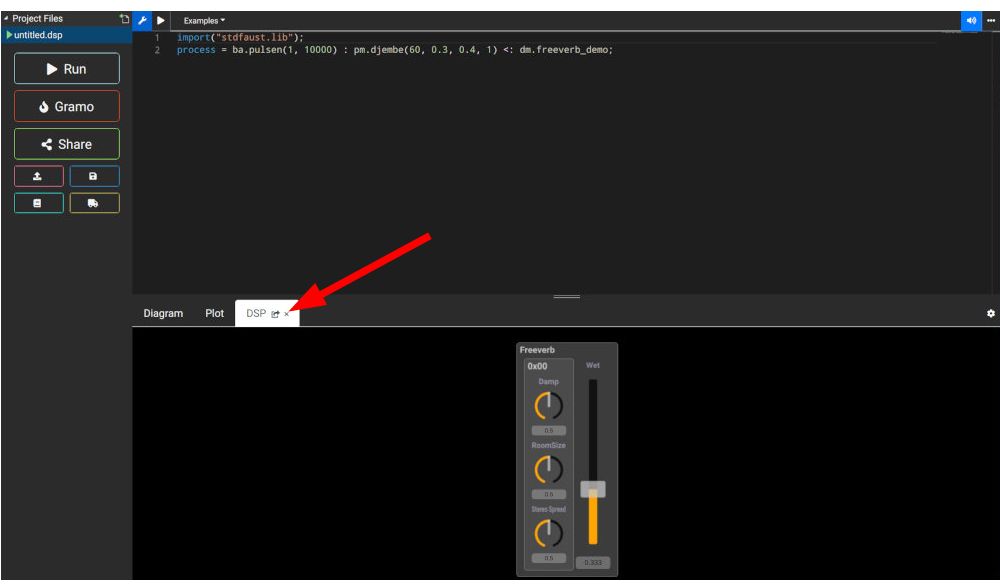 Project Files
untitled.dsp
Run
Gramo
Share
Examples
1 import("stdfaust.lib");
2 process = ba.pulsen(1, 10000) : pm.djembe(60, 0.3, 0.4, 1) <: dm.freeverb_demo;
Diagram Plot DSP ×
Freeverb
0x00 Wet
Damp
0.5
RoomSize
0.5
Stereo Spread
0.5 0.333